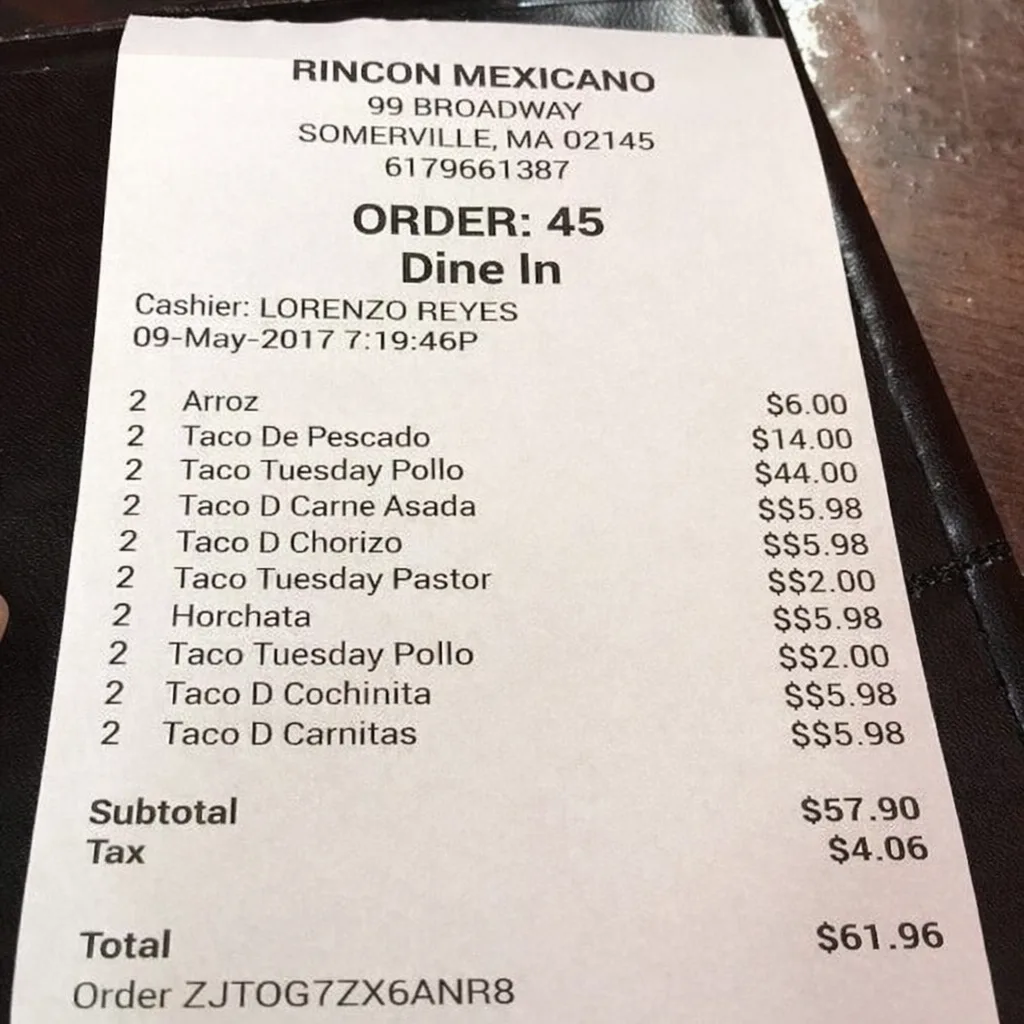 RINCON MEXICANO
99 BROADWAY
SOMERVILLE, MA 02145
6179661387
ORDER: 45
Dine In
Cashier: LORENZO REYES
09-May-2017 7:19:46P
2 Arroz $6.00
2 Taco De Pescado $14.00
2 Taco Tuesday Pollo $44.00
2 Taco D Carne Asada $$5.98
2 Taco D Chorizo $$5.98
2 Taco Tuesday Pastor $$2.00
2 Horchata $$5.98
2 Taco Tuesday Pollo $$2.00
2 Taco D Cochinita $$5.98
2 Taco D Carnitas $$5.98
Subtotal $57.90
Tax $4.06
Total $61.96
Order ZJTOG7ZX6ANR8